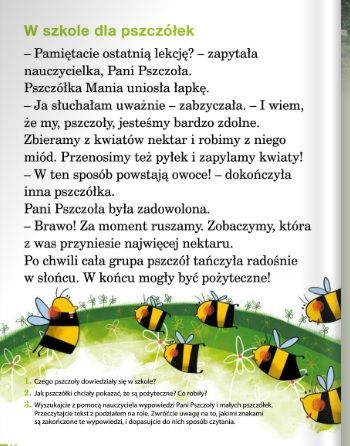 W szkole dla pszczółek
– Pamiętacie ostatnią lekcję? – zapytała
nauczycielka, Pani Pszczoła.
Pszczółka Mania uniosła łapkę.
– Ja słuchałam uważnie – zabzyczała. – I wiem,
że my, pszczoły, jesteśmy bardzo zdolne.
Zbieramy z kwiatów nektar i robimy z niego
miód. Przenosimy też pyłek i zapylamy kwiaty!
– W ten sposób powstają owoce! – dokończyła
inna pszczółka.
Pani Pszczoła była zadowolona.
– Brawo! Za moment ruszamy. Zobaczymy, która
z was przyniesie najwięcej nektaru.
Po chwili cała grupa pszczół tańczyła radośnie
w słońcu. W końcu mogły być pożyteczne!
1. Czego pszczoły dowiedziały się w szkole?
2. Jak pszczółki chciały pokazać, że są pożyteczne? Co robiły?
3. Wyszukajcie z pomocą nauczyciela wypowiedzi Pani Pszczoły i małych pszczółek.
Przeczytajcie tekst z podziałem na role. Zwróćcie uwagę na to, jakimi znakami
są zakończone te wypowiedzi, i dopasujcie do nich sposób czytania.